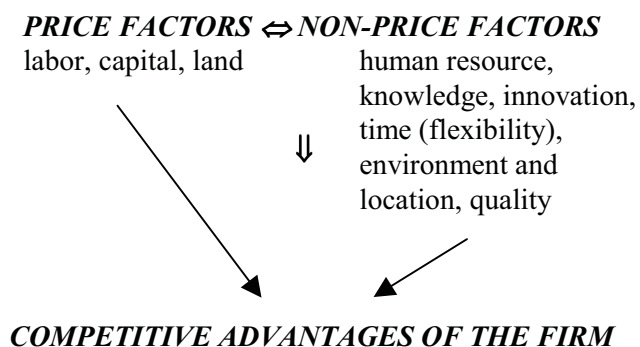 PRICE FACTORS ⇔ NON-PRICE FACTORS
labor, capital, land
human resource,
knowledge, innovation,
time (flexibility),
environment and
location, quality
⇓
COMPETITIVE ADVANTAGES OF THE FIRM